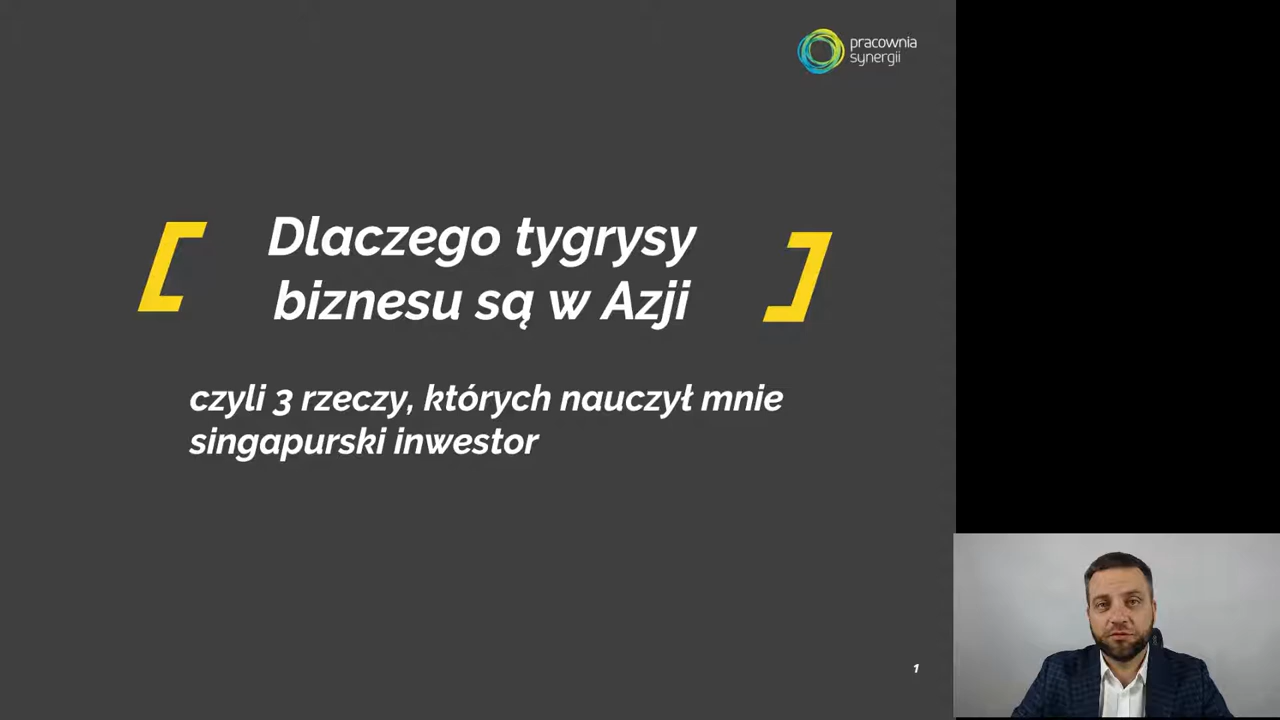 pracownia
synergii
Dlaczego tygrysy
biznesu są w Azji
czyli 3 rzeczy, których nauczył mnie
singapurski inwestor
1